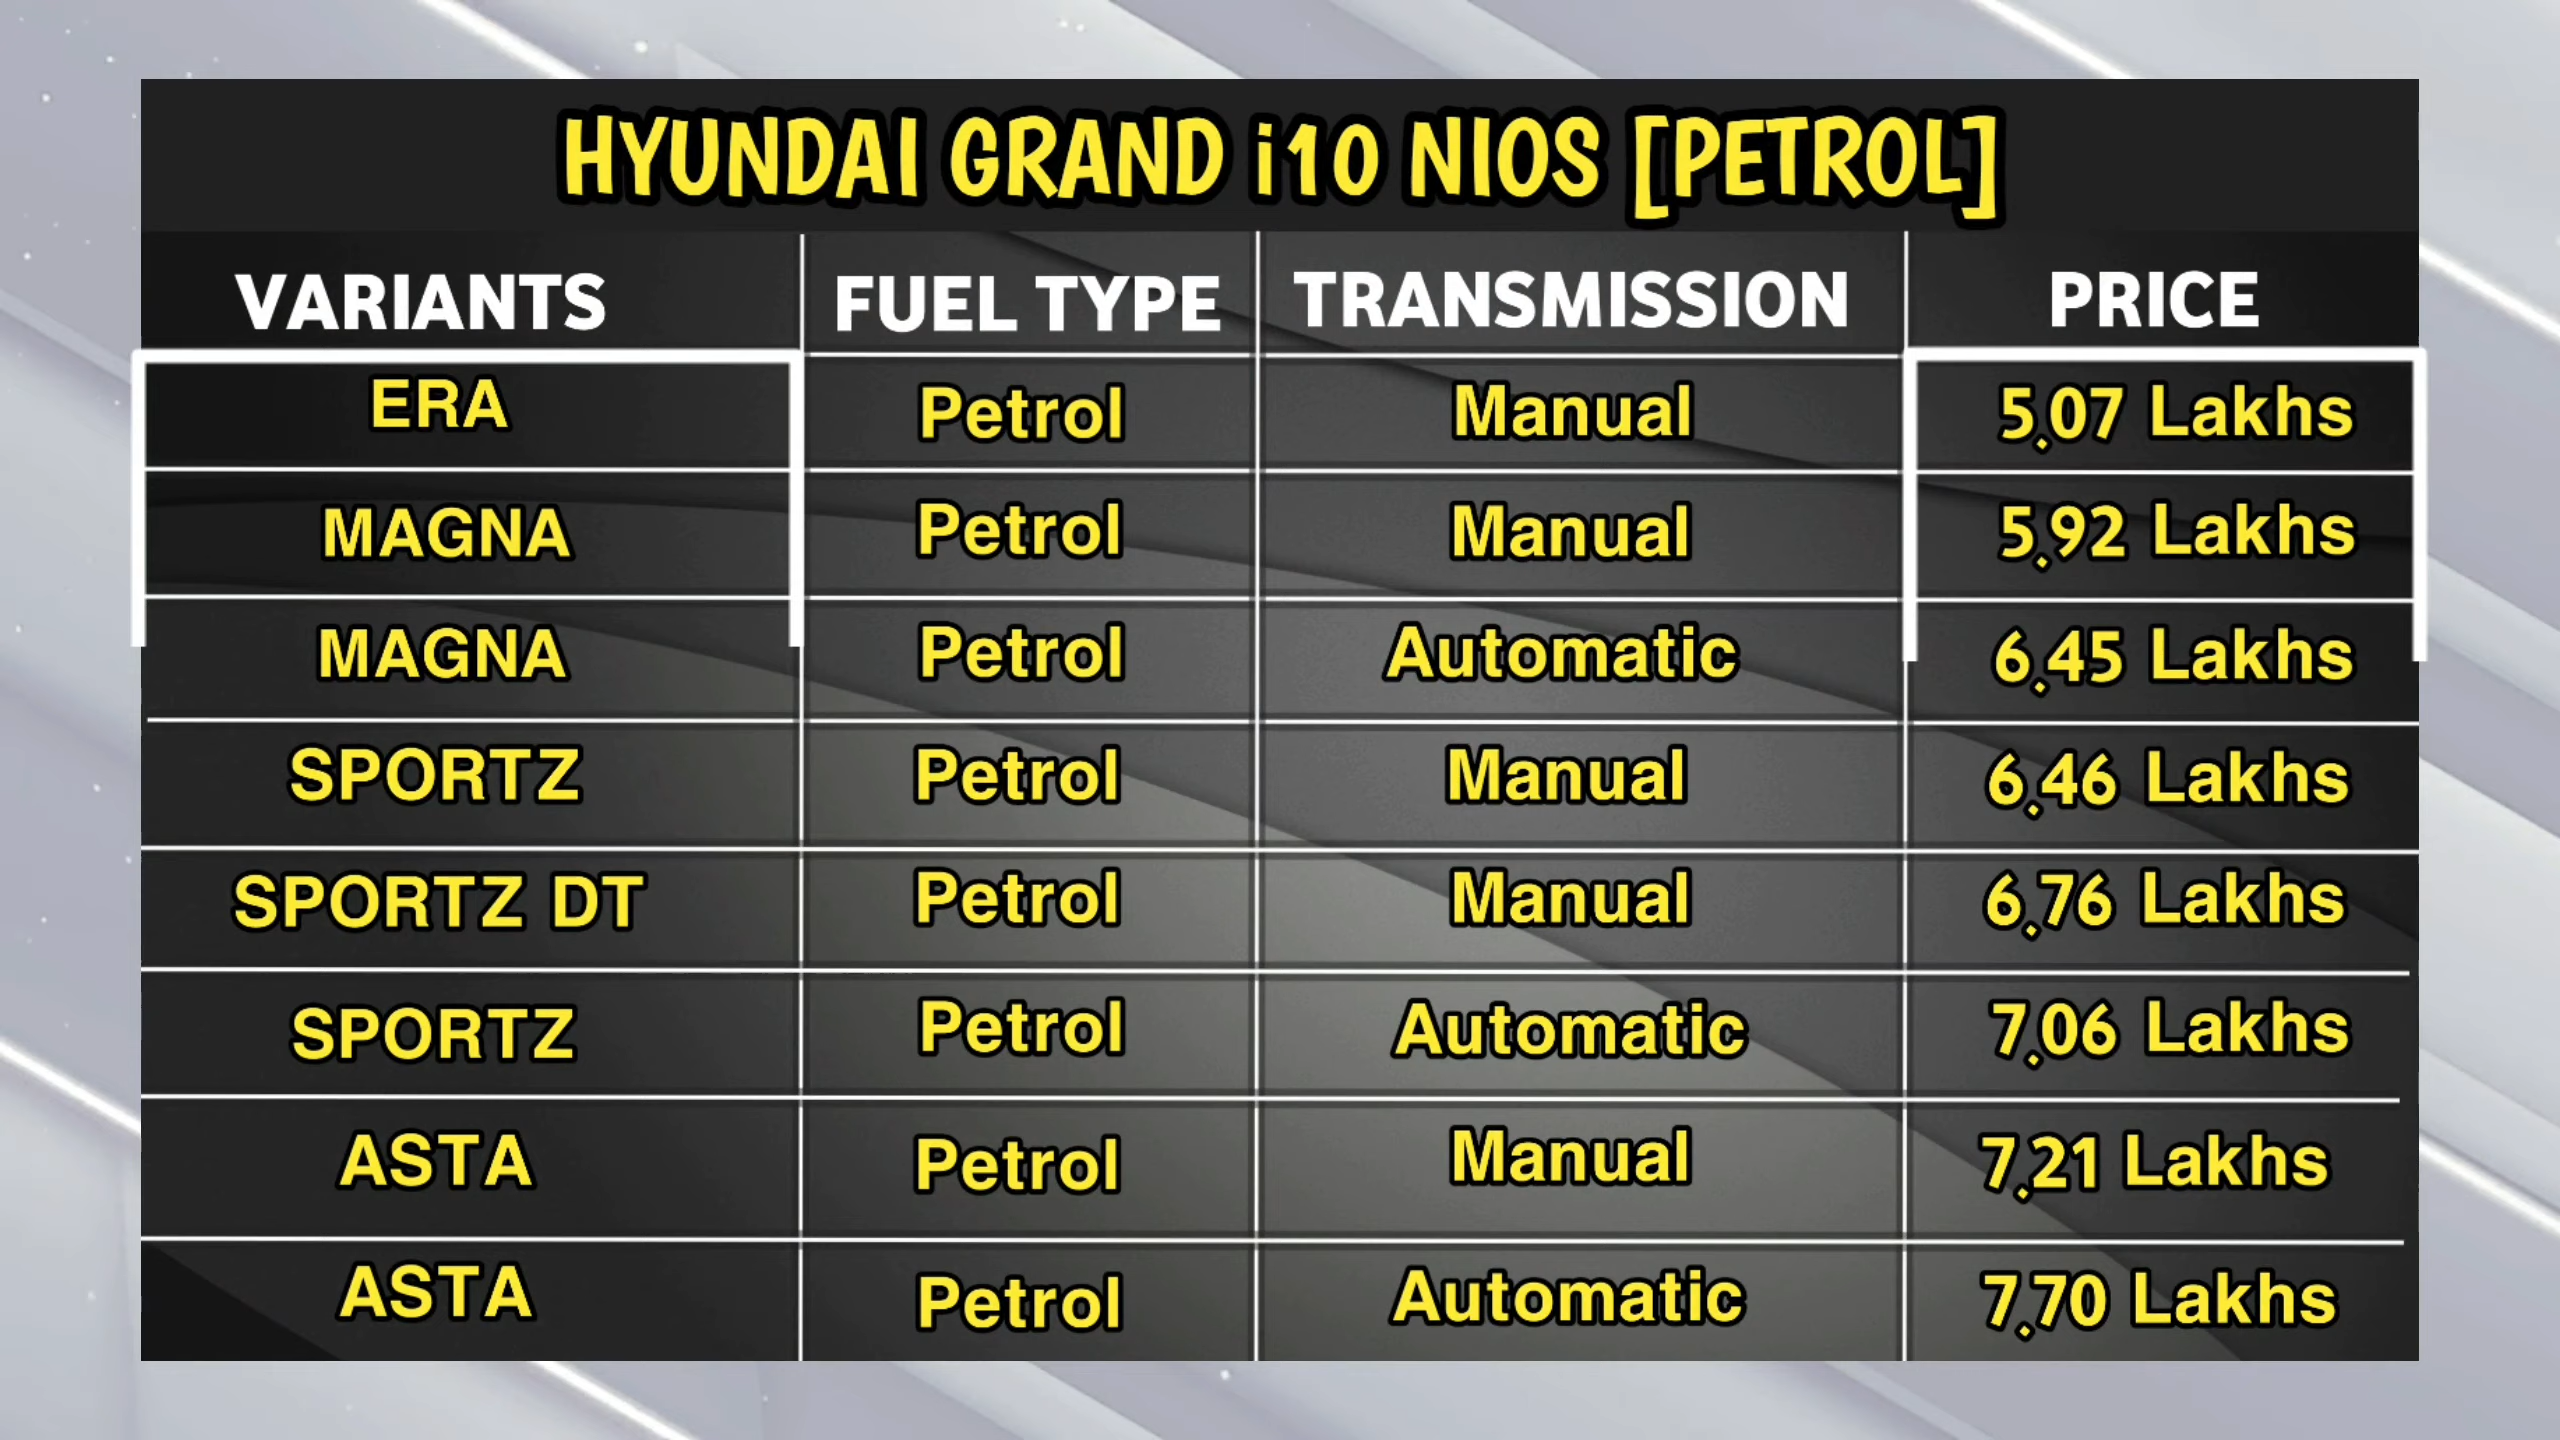 HYUNDAI GRAND i10 NIOS [PETROL]
VARIANTS FUEL TYPE TRANSMISSION PRICE
ERA Petrol Manual 5.07 Lakhs
MAGNA Petrol Manual 5.92 Lakhs
MAGNA Petrol Automatic 6.45 Lakhs
SPORTZ Petrol Manual 6.46 Lakhs
SPORTZ DT Petrol Manual 6.76 Lakhs
SPORTZ Petrol Automatic 7.06 Lakhs
ASTA Petrol Manual 7.21 Lakhs
ASTA Petrol Automatic 7.70 Lakhs